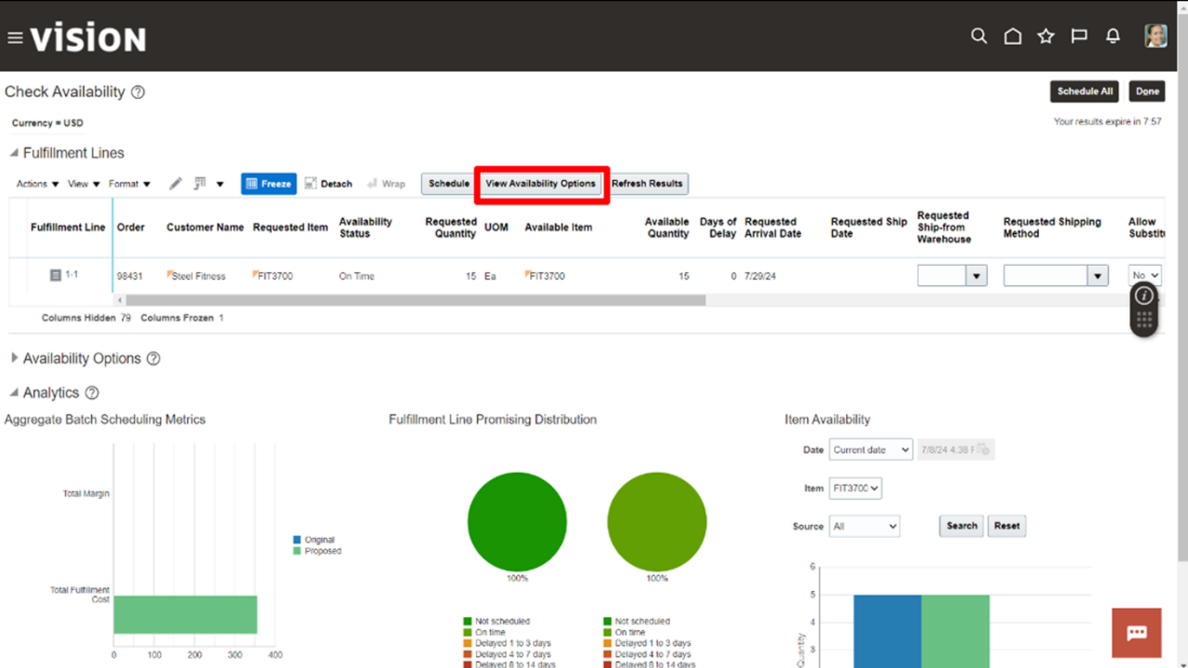 VISION
Check Availability
Schedule All Done
Currency = USD
Your results expire in 7:57
Fulfillment Lines
Actions View Format Freeze Detach Wrap Schedule View Availability Options Refresh Results
Fulfillment Line Order Customer Name Requested Item Availability Status Requested Quantity UOM Available Item Available Quantity Days of Delay Requested Arrival Date Requested Ship Date Requested Ship-from Warehouse Requested Shipping Method Allow
1-1 98431 Steel Fitness FIT3700 On Time 15 Ea FIT3700 15 0 7/29/24 No
Columns Hidden 79 Columns Frozen 1
Availability Options
Analytics
Aggregate Batch Scheduling Metrics
Total Margin
Total Fulfillment Cost
0 100 200 300 400
Original
Proposed
Fulfillment Line Promising Distribution
100% 100%
Not scheduled Not scheduled
On time On time
Delayed 1 to 3 days Delayed 1 to 3 days
Delayed 4 to 7 days Delayed 4 to 7 days
Delayed 8 to 14 days Delayed 8 to 14 days
Item Availability
Date Current date 7/8/24 4:38
Item FIT3700
Source All Search Reset
6
5
4
3
Quantity